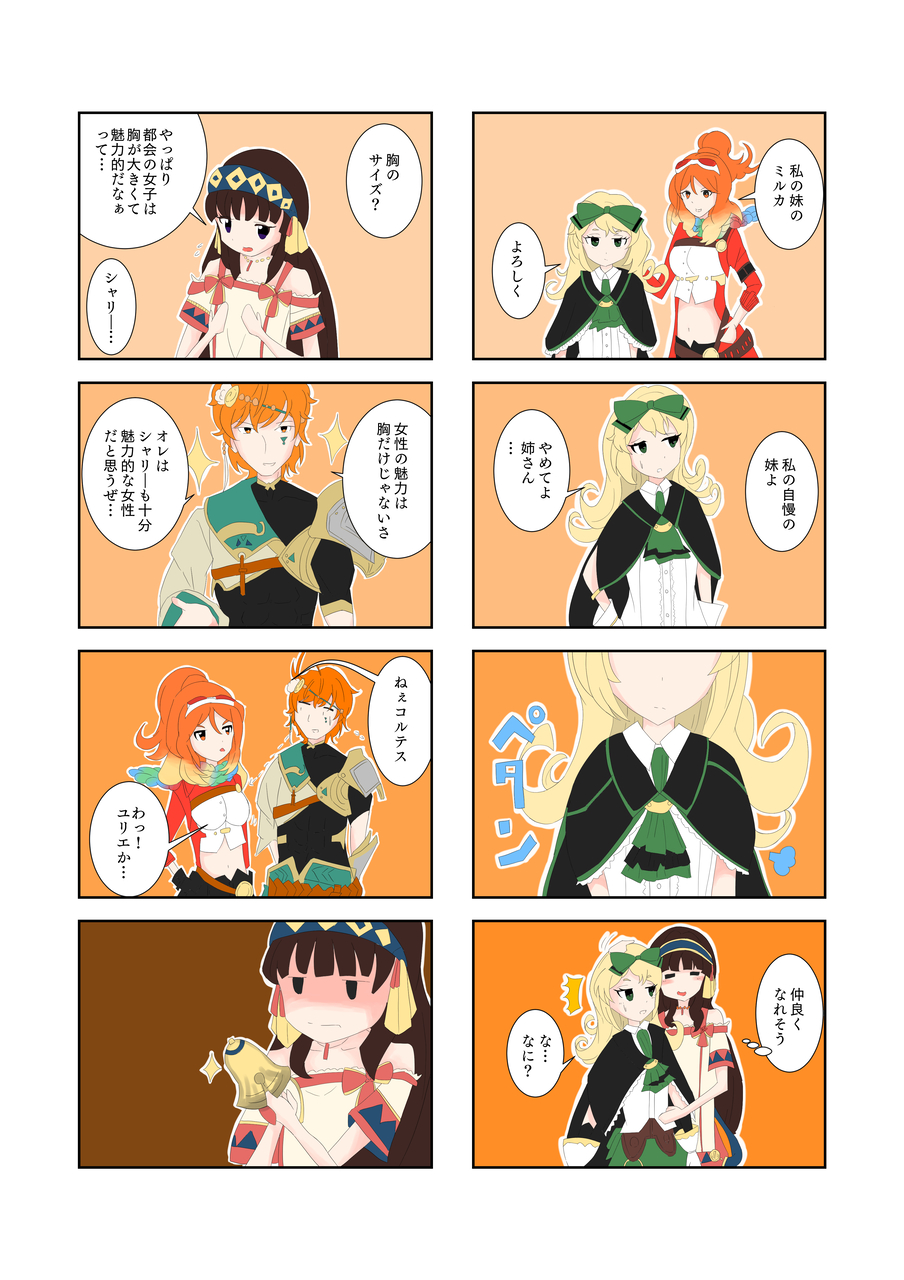 私の妹の
ミルカ
よろしく
私の自慢の
妹よ
やめてよ
姉さん
…
ペタン
仲良く
なれそう
な…
なに?
胸の
サイズ?
やっぱり
都会の女子は
胸が大きくて
魅力的だなぁ
って…
シャリー…
女性の魅力は
胸だけじゃないさ
オレは
シャリーも十分
魅力的な女性
だと思うぜ…
ねぇコルテス
わっ!
ユリエか…